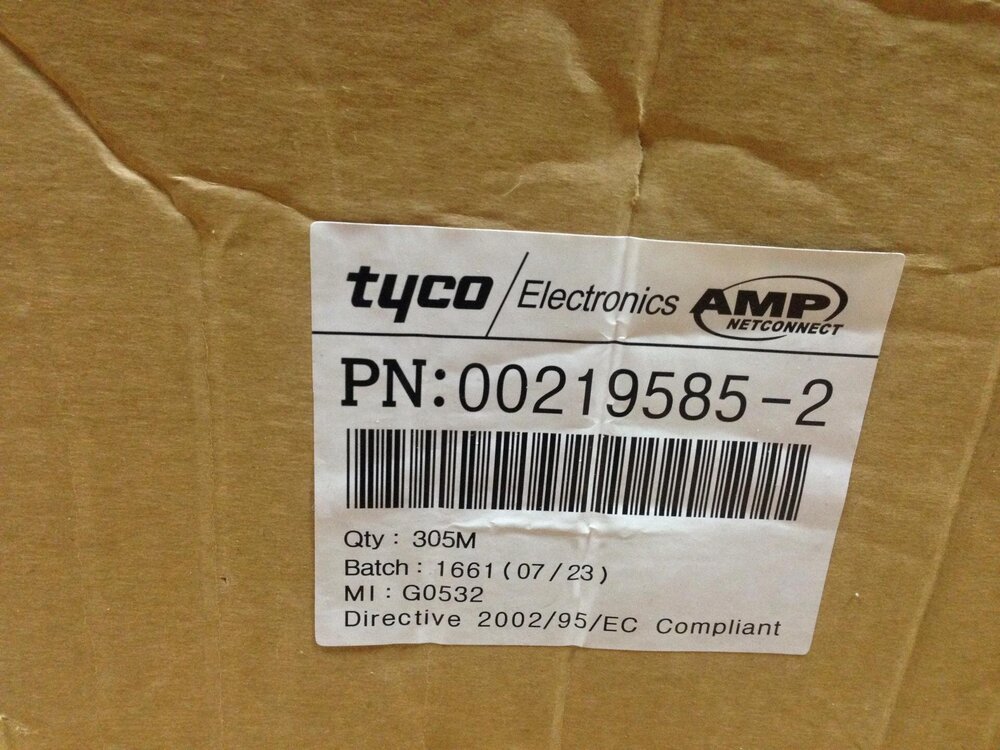 tyco / Electronics AMP
NETCONNECT
PN:00219585-2
Qty : 305M
Batch : 1661 (07/23)
MI : G0532
Directive 2002/95/EC Compliant